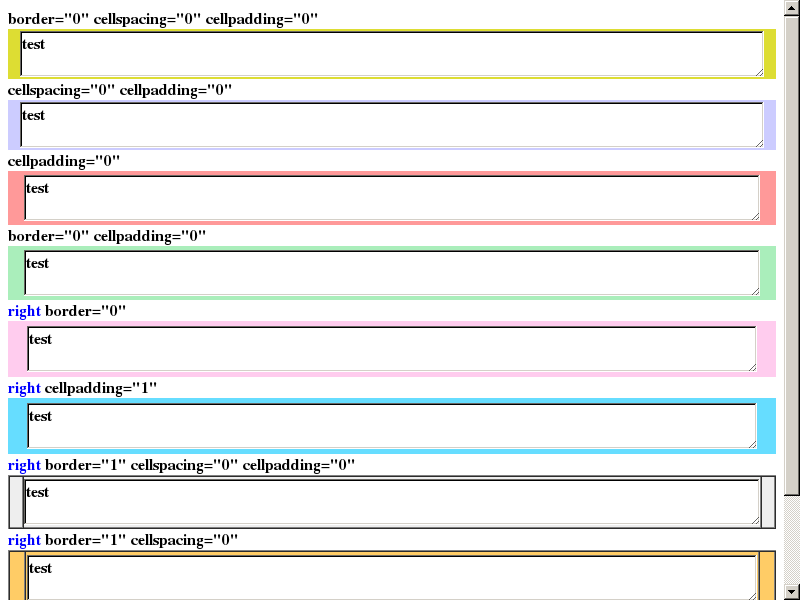 border="0" cellspacing="0" cellpadding="0"
test
cellspacing="0" cellpadding="0"
test
cellpadding="0"
test
border="0" cellpadding="0"
test
right border="0"
test
right cellpadding="1"
test
right border="1" cellspacing="0" cellpadding="0"
test
right border="1" cellspacing="0"
test